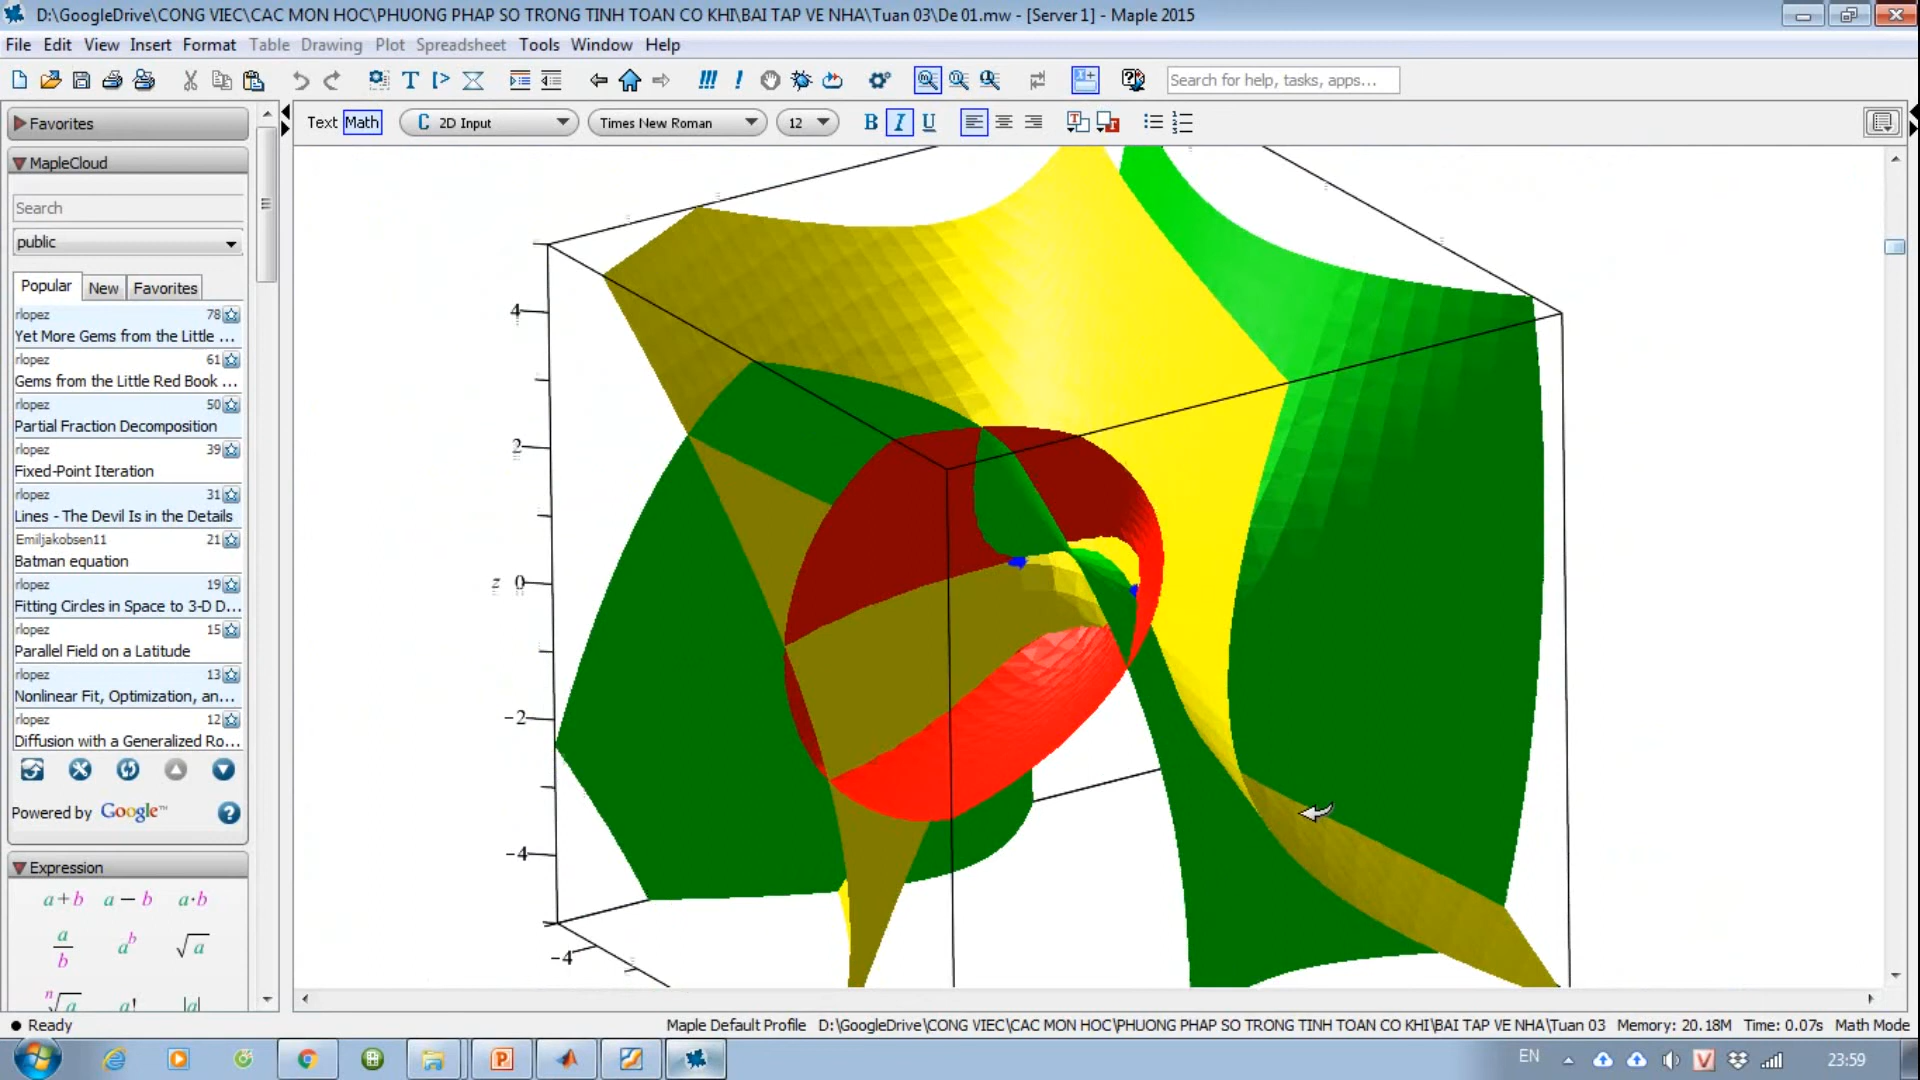 D:\GoogleDrive\CONG VIEC\CAC MON HOC\PHUONG PHAP SO TRONG TINH TOAN CO KHI\BAI TAP VE NHA\Tuan 03\De 01.mw - [Server 1] - Maple 2015
File Edit View Insert Format Table Drawing Plot Spreadsheet Tools Window Help
Search for help, tasks, apps...
Text Math C 2D Input Times New Roman 12 B I U
Favorites
MapleCloud
Search
public
Popular New Favorites
rlopez 78
Yet More Gems from the Little ...
rlopez 61
Gems from the Little Red Book ...
rlopez 50
Partial Fraction Decomposition
rlopez 39
Fixed-Point Iteration
rlopez 31
Lines - The Devil Is in the Details
Emiljakobsen11 21
Batman equation
rlopez 19
Fitting Circles in Space to 3-D D...
rlopez 15
Parallel Field on a Latitude
rlopez 13
Nonlinear Fit, Optimization, an...
rlopez 12
Diffusion with a Generalized Ro...
Powered by Google™
Expression
a+b a−b a·b
a/b a^b √a
n√a a! |a|
4
2
z 0
−2
−4
−4
Ready
Maple Default Profile D:\GoogleDrive\CONG VIEC\CAC MON HOC\PHUONG PHAP SO TRONG TINH TOAN CO KHI\BAI TAP VE NHA\Tuan 03 Memory: 20.18M Time: 0.07s Math Mode
EN 23:59